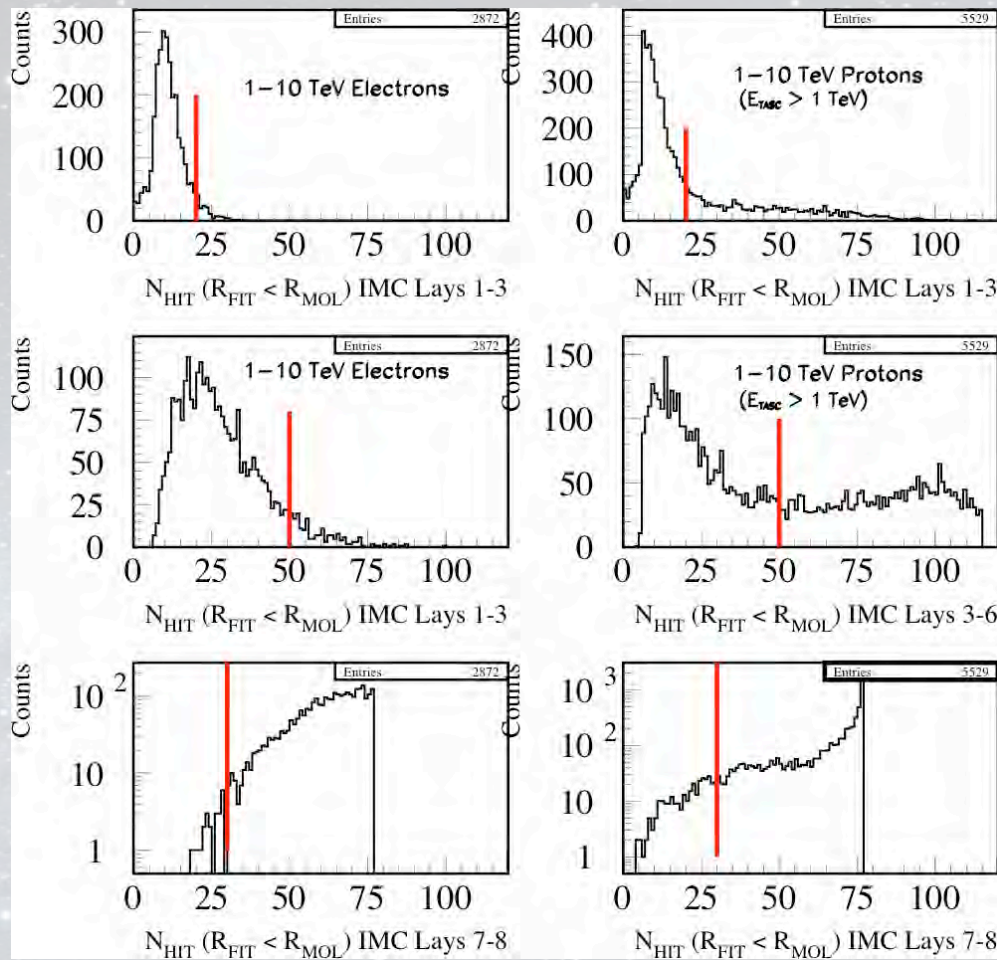 Counts
300
200
100
0
Entries 2872
1-10 TeV Electrons
0 25 50 75 100
N_HIT (R_FIT < R_MOL) IMC Lays 1-3
Counts
400
300
200
100
0
Entries 5529
1-10 TeV Protons
(E_TASC > 1 TeV)
0 25 50 75 100
N_HIT (R_FIT < R_MOL) IMC Lays 1-3
Counts
100
75
50
25
0
Entries 2872
1-10 TeV Electrons
0 25 50 75 100
N_HIT (R_FIT < R_MOL) IMC Lays 1-3
Counts
150
100
50
0
Entries 5529
1-10 TeV Protons
(E_TASC > 1 TeV)
0 25 50 75 100
N_HIT (R_FIT < R_MOL) IMC Lays 3-6
Counts
10 2
10
1
Entries 2872
0 25 50 75 100
N_HIT (R_FIT < R_MOL) IMC Lays 7-8
Counts
10 3
10 2
10
1
Entries 5529
0 25 50 75 100
N_HIT (R_FIT < R_MOL) IMC Lays 7-8